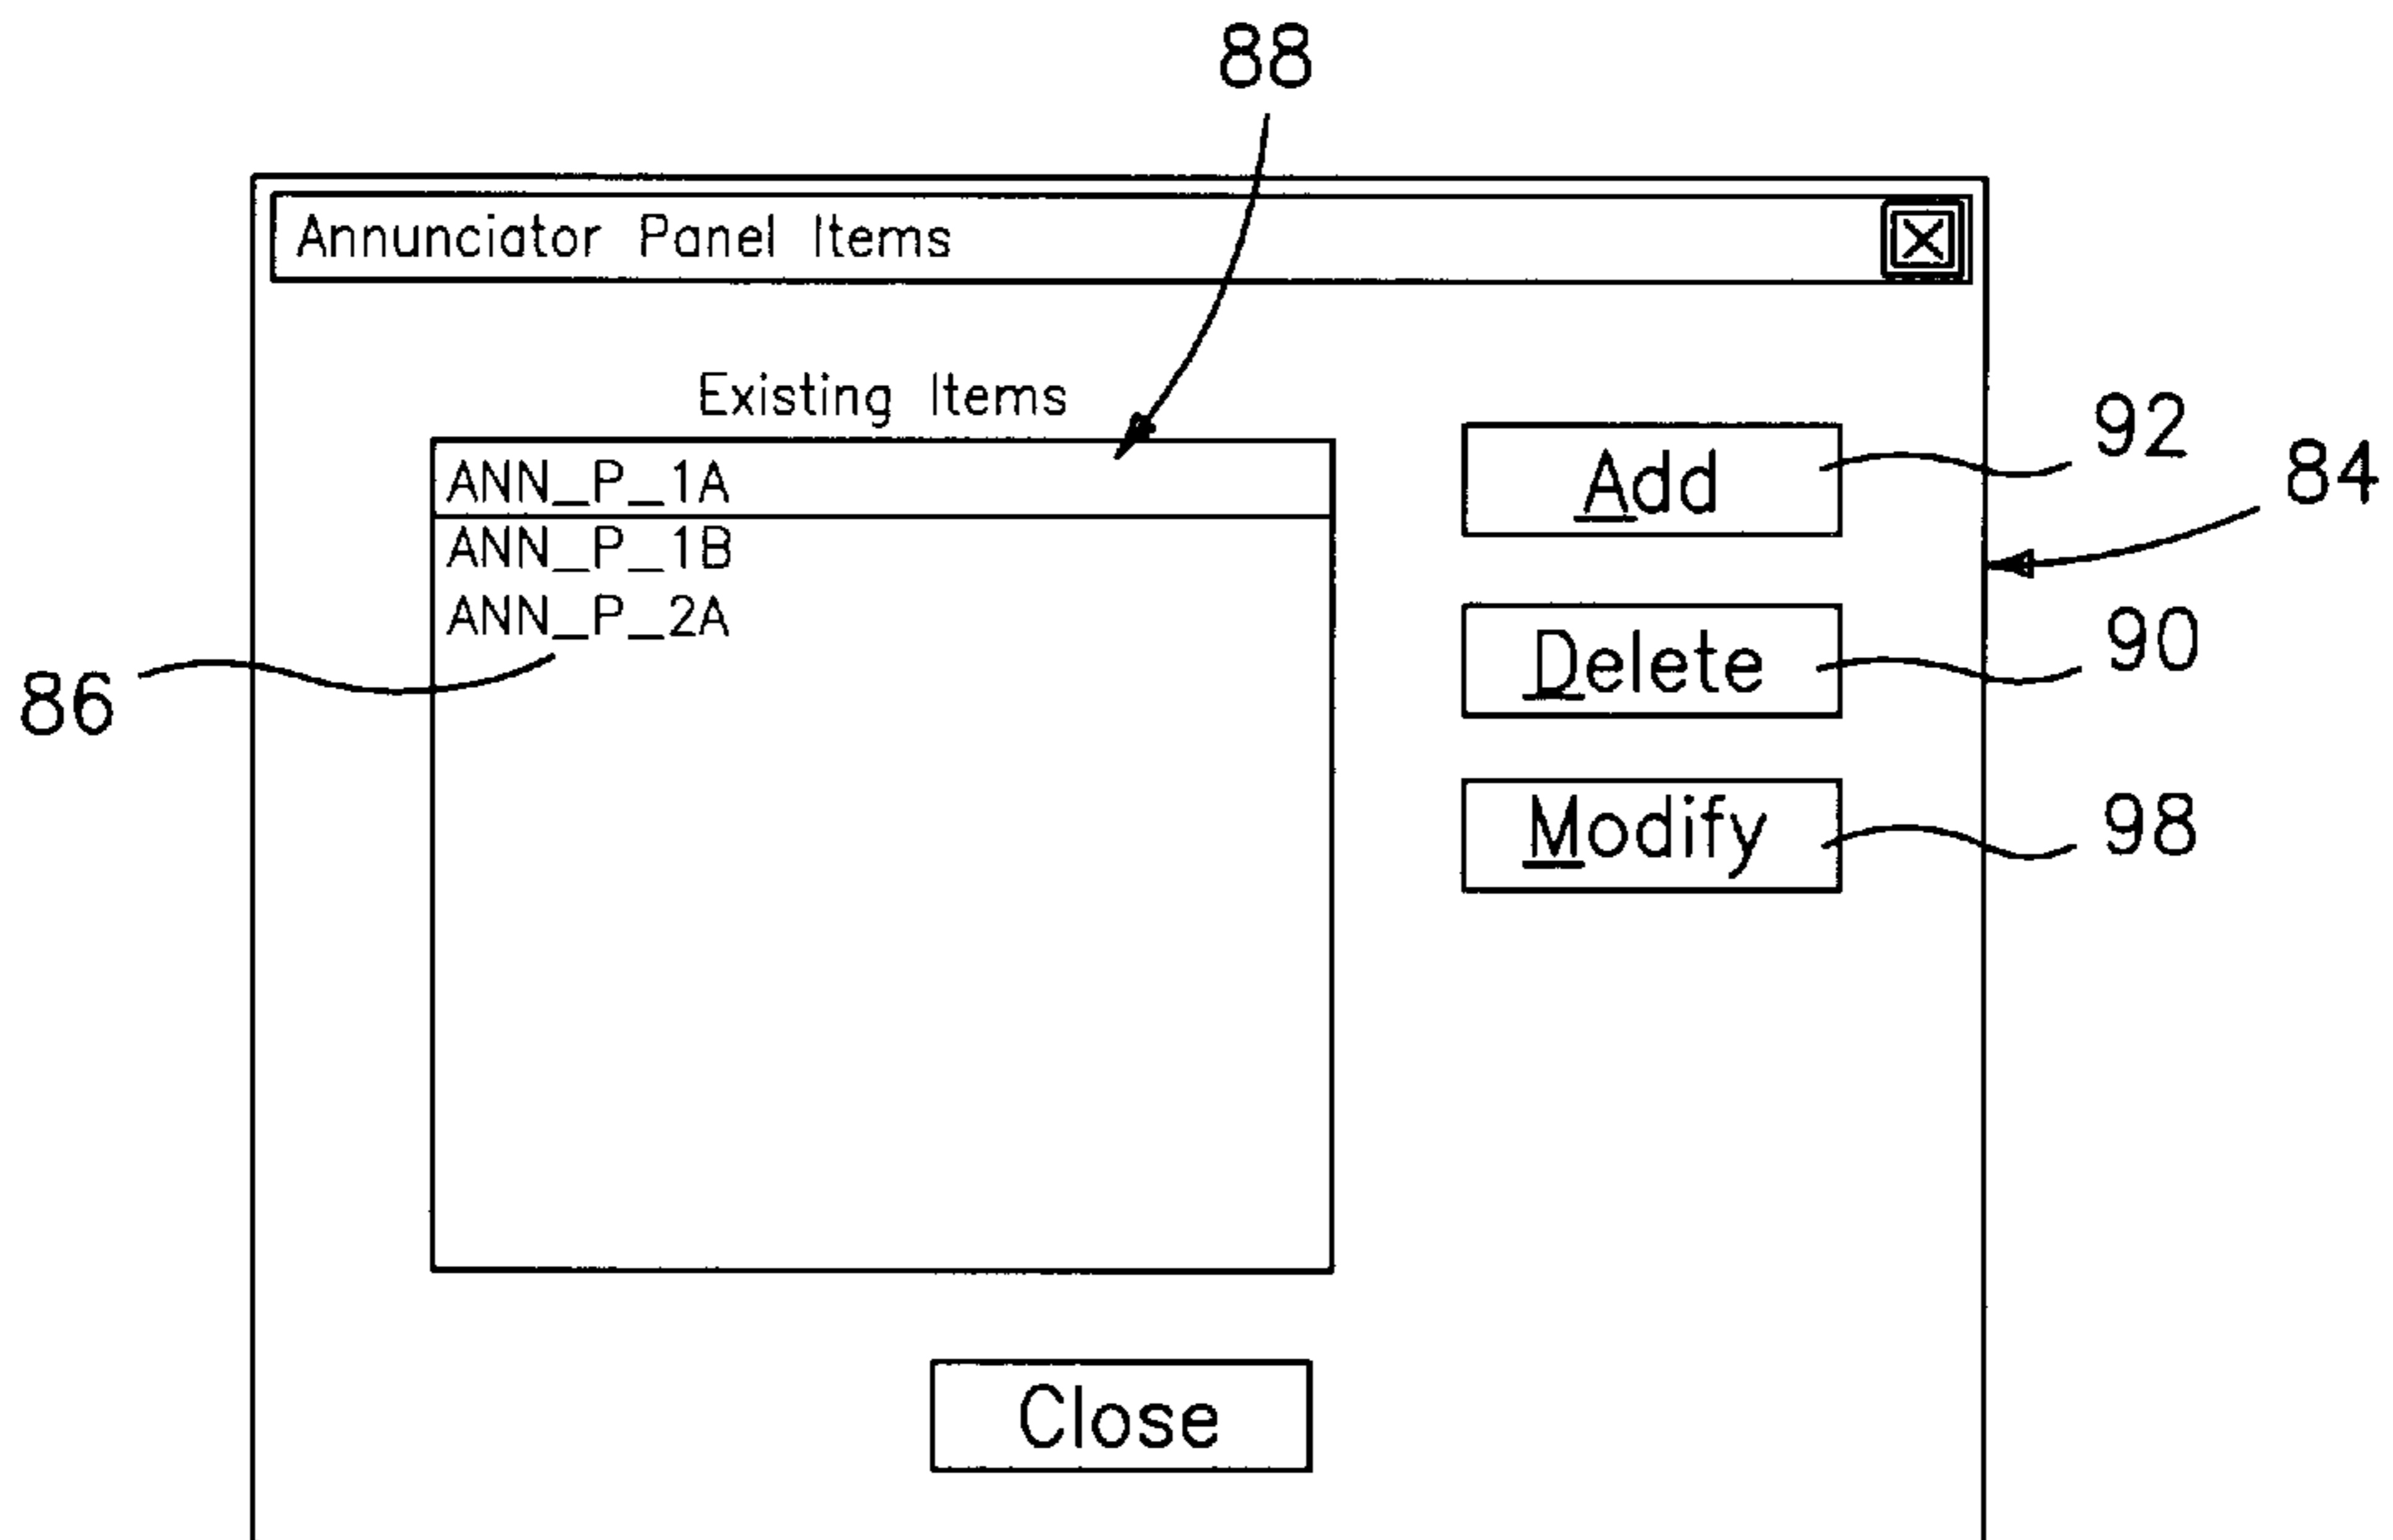 88
Annunciator Panel Items
Existing Items
ANN_P_1A
ANN_P_1B
ANN_P_2A
86
Add
92
84
Delete
90
Modify
98
Close